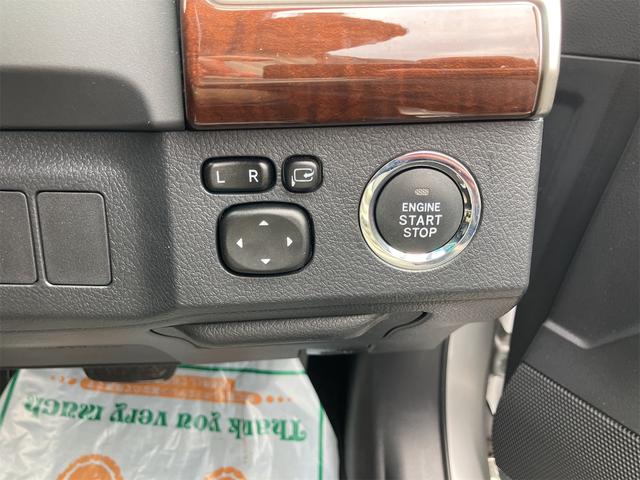 L R
ENGINE
START
STOP
Thank you very much